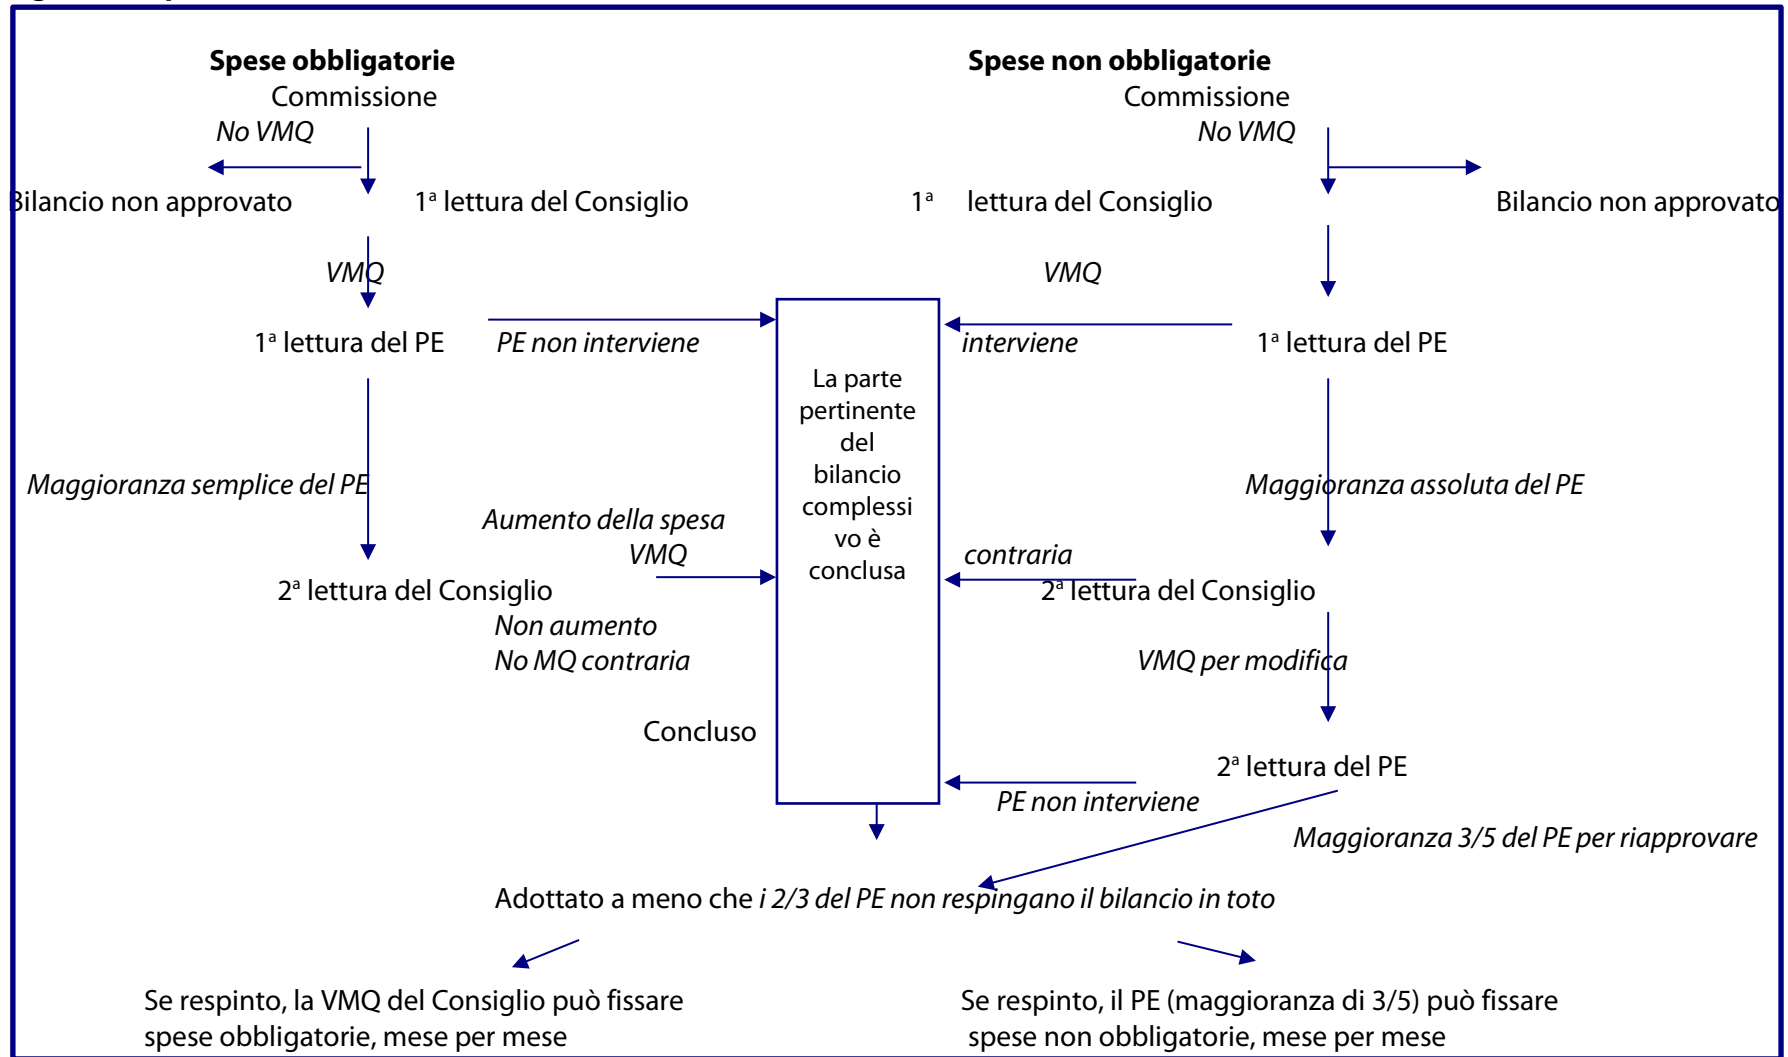 Spese obbligatorie
Commissione
No VMQ
Bilancio non approvato
1ª lettura del Consiglio
VMQ
1ª lettura del PE
PE non interviene
Maggioranza semplice del PE
Aumento della spesa
VMQ
2ª lettura del Consiglio
Non aumento
No MQ contraria
Concluso
La parte
pertinente
del
bilancio
complessi
vo è
conclusa
Spese non obbligatorie
Commissione
No VMQ
1ª lettura del Consiglio
Bilancio non approvato
VMQ
interviene
1ª lettura del PE
Maggioranza assoluta del PE
contraria
2ª lettura del Consiglio
VMQ per modifica
2ª lettura del PE
PE non interviene
Maggioranza 3/5 del PE per riapprovare
Adottato a meno che i 2/3 del PE non respingano il bilancio in toto
Se respinto, la VMQ del Consiglio può fissare
spese obbligatorie, mese per mese
Se respinto, il PE (maggioranza di 3/5) può fissare
spese non obbligatorie, mese per mese